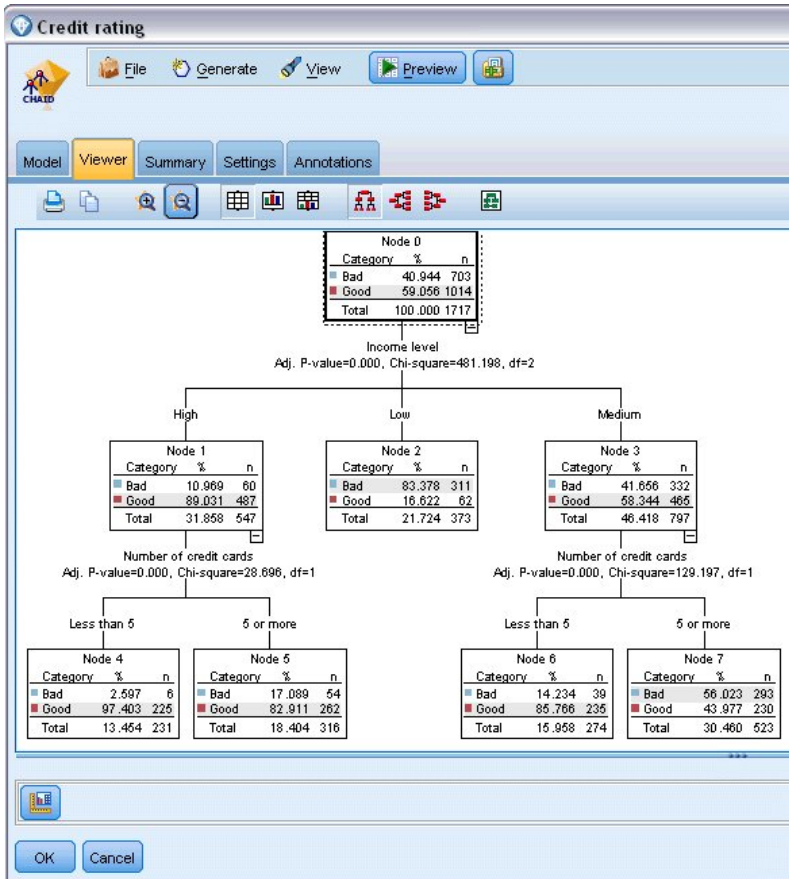 Credit rating
File Generate View Preview
CHAID
Model Viewer Summary Settings Annotations
Node 0
Category % n
Bad 40.944 703
Good 59.056 1014
Total 100.000 1717
Income level
Adj. P-value=0.000, Chi-square=481.198, df=2
High Low Medium
Node 1
Category % n
Bad 10.969 60
Good 89.031 487
Total 31.858 547
Node 2
Category % n
Bad 83.378 311
Good 16.622 62
Total 21.724 373
Node 3
Category % n
Bad 41.656 332
Good 58.344 465
Total 46.418 797
Number of credit cards
Adj. P-value=0.000, Chi-square=28.696, df=1
Number of credit cards
Adj. P-value=0.000, Chi-square=129.197, df=1
Less than 5 5 or more
Less than 5 5 or more
Node 4
Category % n
Bad 2.597 6
Good 97.403 225
Total 13.454 231
Node 5
Category % n
Bad 17.089 54
Good 82.911 262
Total 18.404 316
Node 6
Category % n
Bad 14.234 39
Good 85.766 235
Total 15.958 274
Node 7
Category % n
Bad 56.023 293
Good 43.977 230
Total 30.460 523
OK Cancel